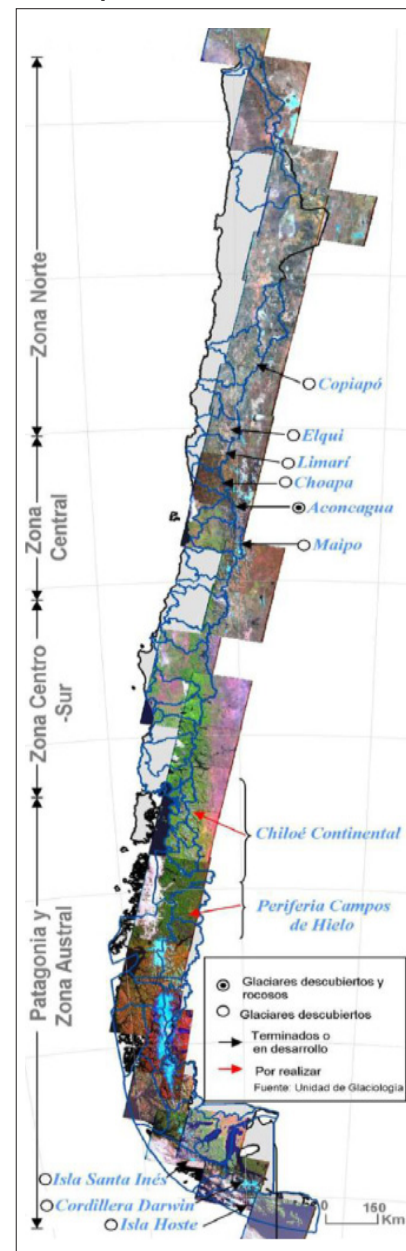 Zona Norte
Copiapó
Elqui
Limarí
Choapa
Aconcagua
Maipo
Zona
Central
Zona Centro
-Sur
Chiloé Continental
Periferia Campos
de Hielo
Patagonia y
Zona Austral
Glaciares descubiertos y
rocosos
Glaciares descubiertos
Terminados o
en desarrollo
Por realizar
Fuente: Unidad de Glaciología
Isla Santa Inés
Cordillera Darwin
Isla Hoste
0 160
Km